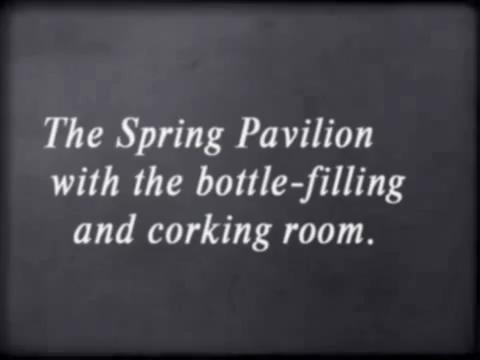 The Spring Pavilion
with the bottle-filling
and corking room.